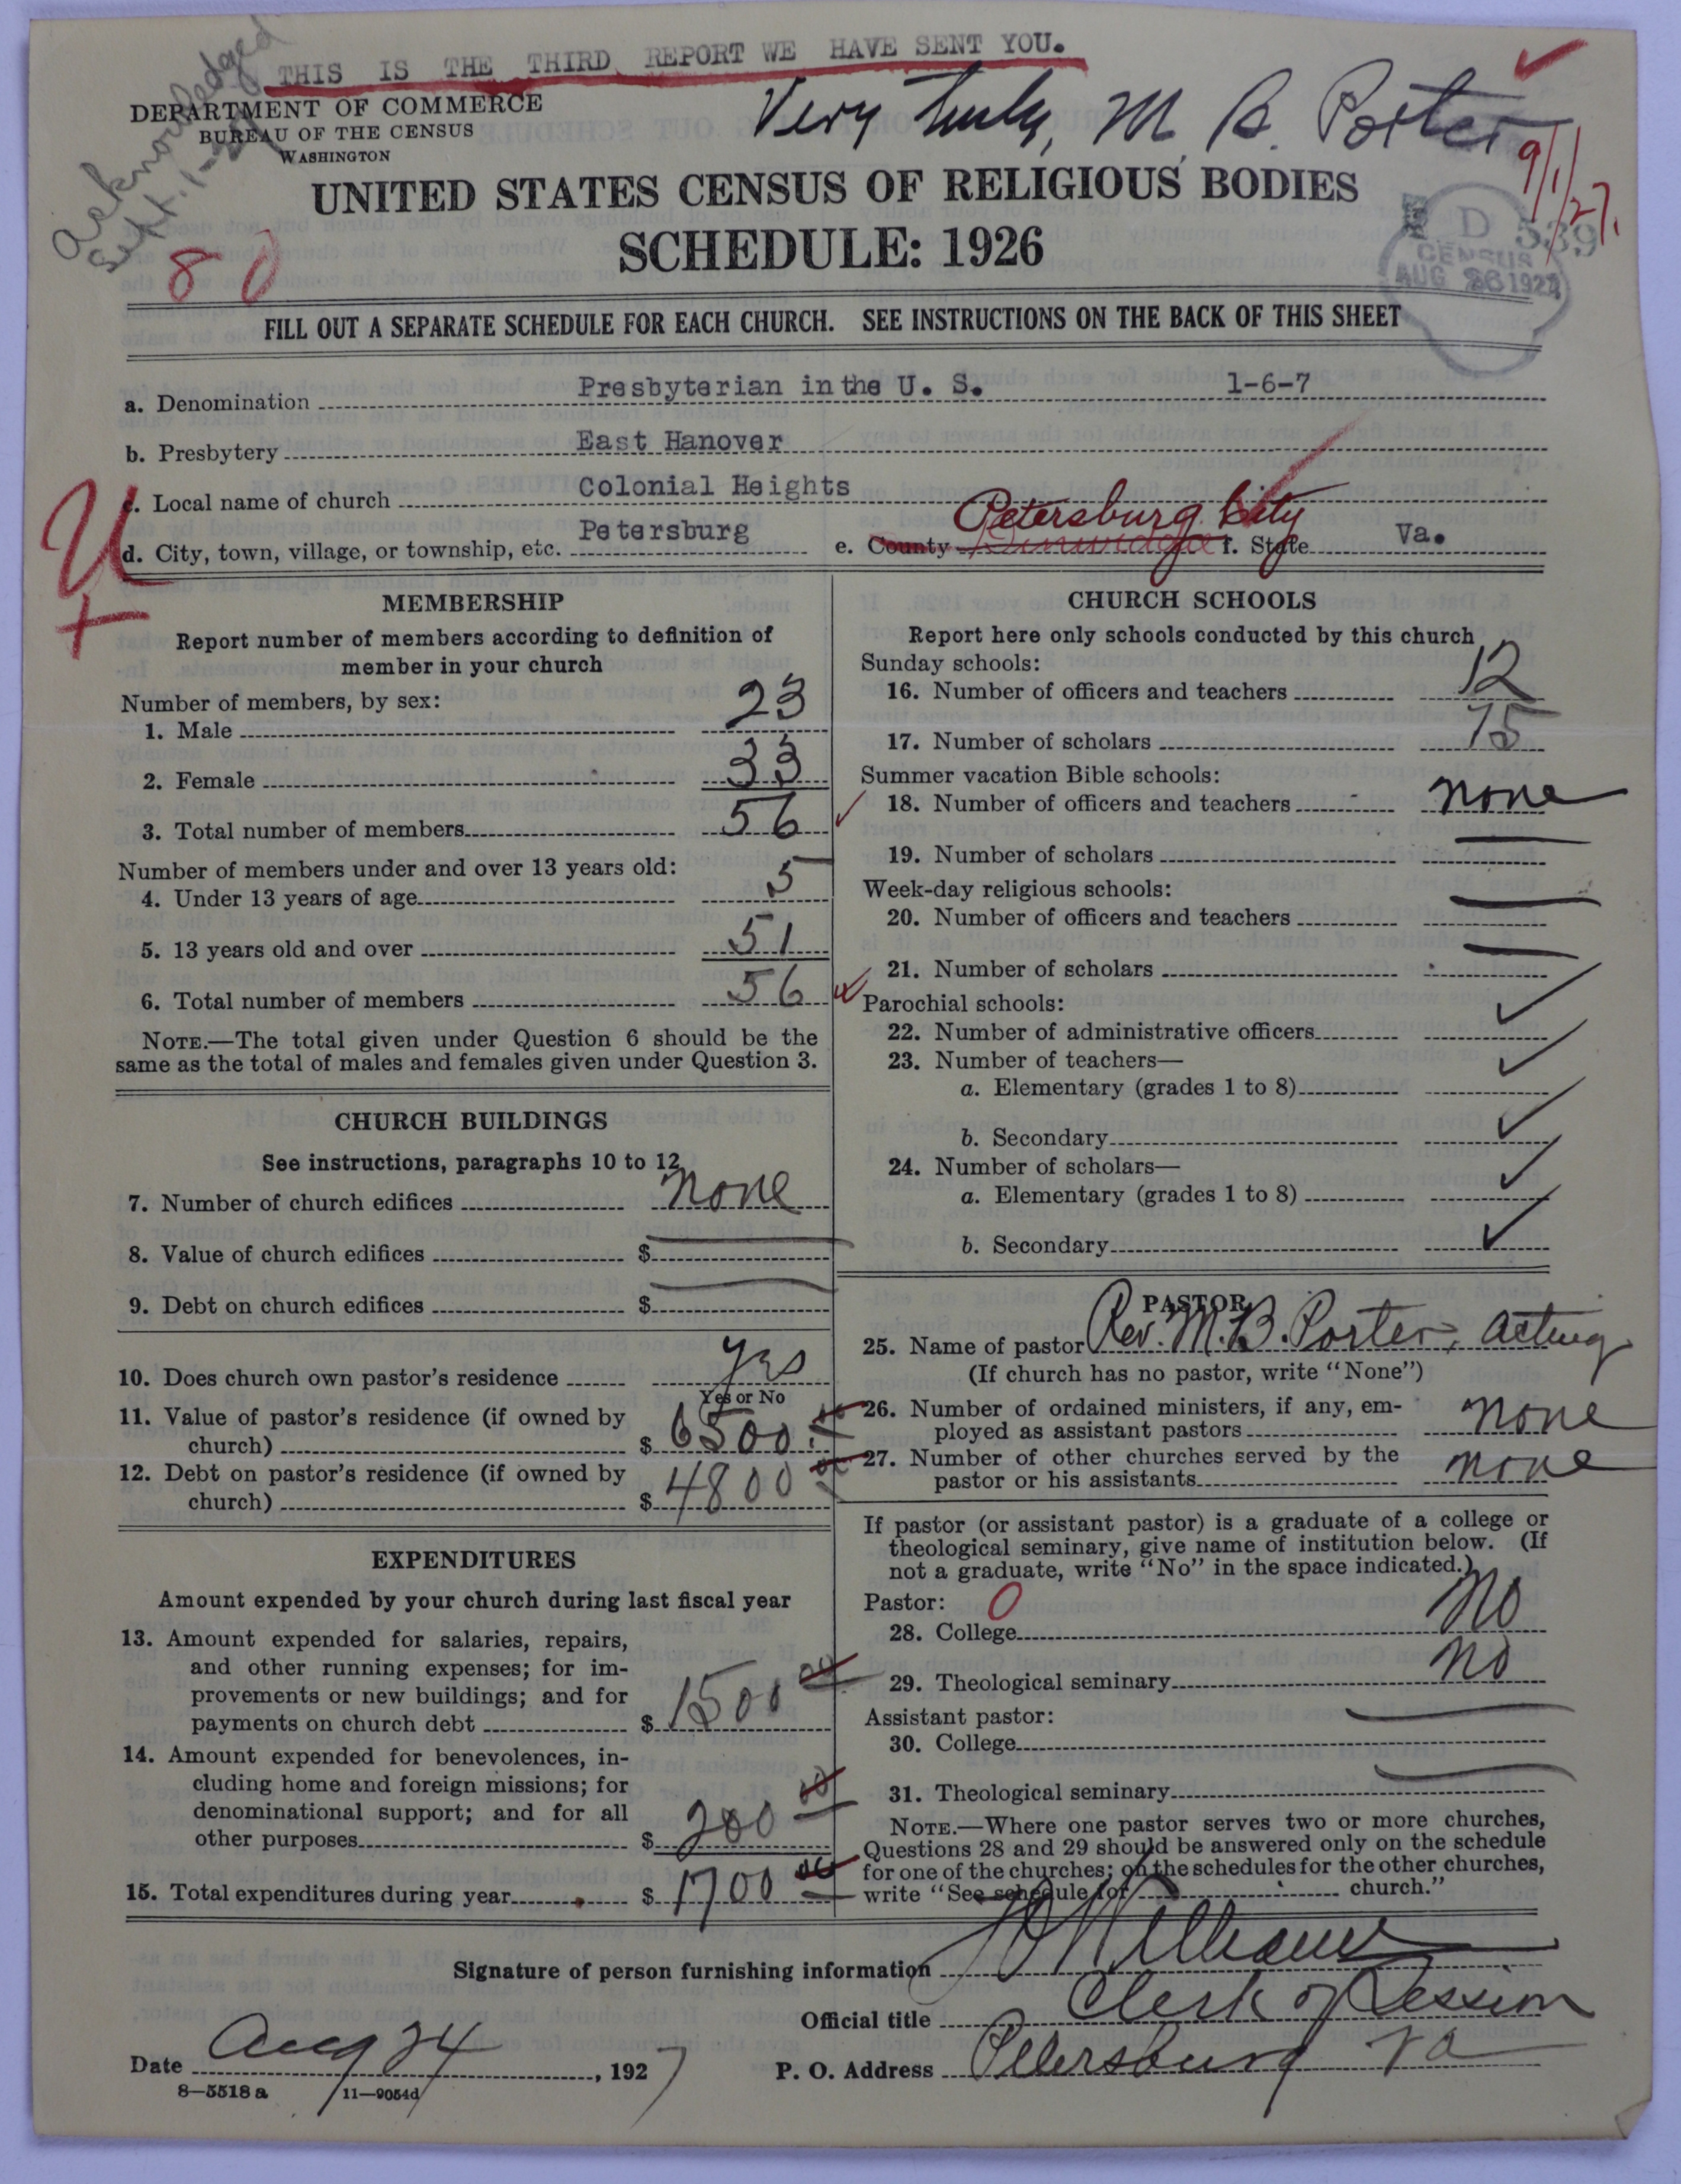 THIS IS THE THIRD REPORT WE HAVE SENT YOU.
Acknowledged
Sept. 1-27
Very truly, M. B. Porter
9/1/27.
DEPARTMENT OF COMMERCE
BUREAU OF THE CENSUS
WASHINGTON
UNITED STATES CENSUS OF RELIGIOUS BODIES
SCHEDULE: 1926
80
D 539
CENSUS
AUG 26 1927
FILL OUT A SEPARATE SCHEDULE FOR EACH CHURCH. SEE INSTRUCTIONS ON THE BACK OF THIS SHEET
a. Denomination Presbyterian in the U. S. 1-6-7
b. Presbytery East Hanover
c. Local name of church Colonial Heights
d. City, town, village, or township, etc. Petersburg e. County Petersburg City f. State Va.
U
+
MEMBERSHIP
Report number of members according to definition of
member in your church
Number of members, by sex:
1. Male 23
2. Female 33
3. Total number of members 56
Number of members under and over 13 years old:
4. Under 13 years of age 5
5. 13 years old and over 51
6. Total number of members 56
NOTE.—The total given under Question 6 should be the
same as the total of males and females given under Question 3.
CHURCH BUILDINGS
See instructions, paragraphs 10 to 12
7. Number of church edifices none
8. Value of church edifices $
9. Debt on church edifices $
10. Does church own pastor's residence yes
Yes or No
11. Value of pastor's residence (if owned by
church) $ 6500.00
12. Debt on pastor's residence (if owned by
church) $ 4800 00
EXPENDITURES
Amount expended by your church during last fiscal year
13. Amount expended for salaries, repairs,
and other running expenses; for im-
provements or new buildings; and for
payments on church debt $ 1500 00
14. Amount expended for benevolences, in-
cluding home and foreign missions; for
denominational support; and for all
other purposes $ 200 00
15. Total expenditures during year $ 1700 00
CHURCH SCHOOLS
Report here only schools conducted by this church
Sunday schools:
16. Number of officers and teachers 12
17. Number of scholars 75
Summer vacation Bible schools:
18. Number of officers and teachers none
19. Number of scholars
Week-day religious schools:
20. Number of officers and teachers
21. Number of scholars
Parochial schools:
22. Number of administrative officers
23. Number of teachers—
a. Elementary (grades 1 to 8)
b. Secondary
24. Number of scholars—
a. Elementary (grades 1 to 8)
b. Secondary
PASTOR
25. Name of pastor Rev. M. B. Porter, acting
(If church has no pastor, write "None")
26. Number of ordained ministers, if any, em-
ployed as assistant pastors none
27. Number of other churches served by the
pastor or his assistants none
If pastor (or assistant pastor) is a graduate of a college or
theological seminary, give name of institution below. (If
not a graduate, write "No" in the space indicated.)
Pastor: 0
28. College No
29. Theological seminary No
Assistant pastor:
30. College
31. Theological seminary
NOTE.—Where one pastor serves two or more churches,
Questions 28 and 29 should be answered only on the schedule
for one of the churches; on the schedules for the other churches,
write "See schedule for church."
Signature of person furnishing information Williams
Official title Clerk of Session
Date Aug 24, 1927 P. O. Address Petersburg Va
8—5518 a 11—9054d